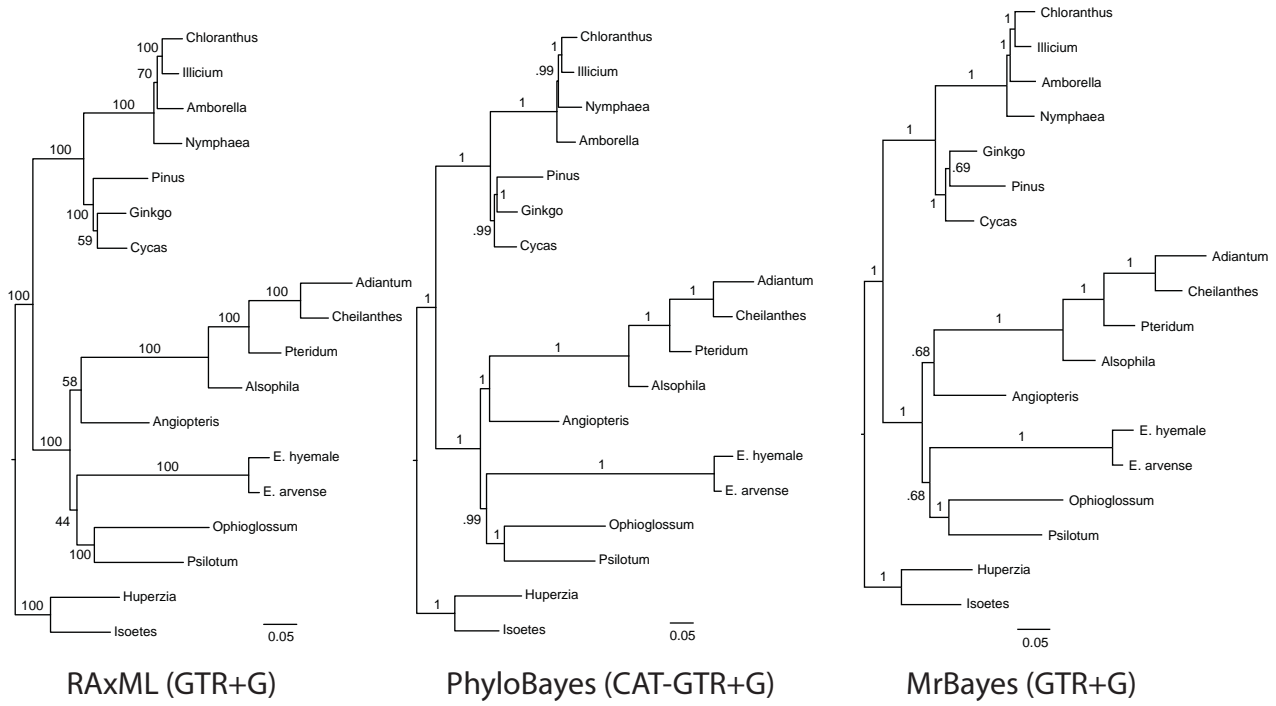 100
Chloranthus
Illicium
70
Amborella
100
Nymphaea
100
Pinus
100
Ginkgo
59
Cycas
100
Adiantum
100
Cheilanthes
100
Pteridum
100
Alsophila
58
Angiopteris
100
100
E. hyemale
E. arvense
44
Ophioglossum
100
Psilotum
100
Huperzia
Isoetes
0.05
RAxML (GTR+G)
1
Chloranthus
.99
Illicium
1
Nymphaea
Amborella
1
Pinus
1
Ginkgo
.99
Cycas
1
Adiantum
1
Cheilanthes
1
Pteridum
1
Alsophila
1
Angiopteris
1
1
E. hyemale
E. arvense
.99
Ophioglossum
1
Psilotum
1
Huperzia
Isoetes
0.05
PhyloBayes (CAT-GTR+G)
1
Chloranthus
1
Illicium
1
Amborella
Nymphaea
1
Ginkgo
.69
Pinus
1
Cycas
1
Adiantum
1
Cheilanthes
1
Pteridum
1
Alsophila
.68
Angiopteris
1
1
E. hyemale
E. arvense
.68
Ophioglossum
1
Psilotum
1
Huperzia
Isoetes
0.05
MrBayes (GTR+G)